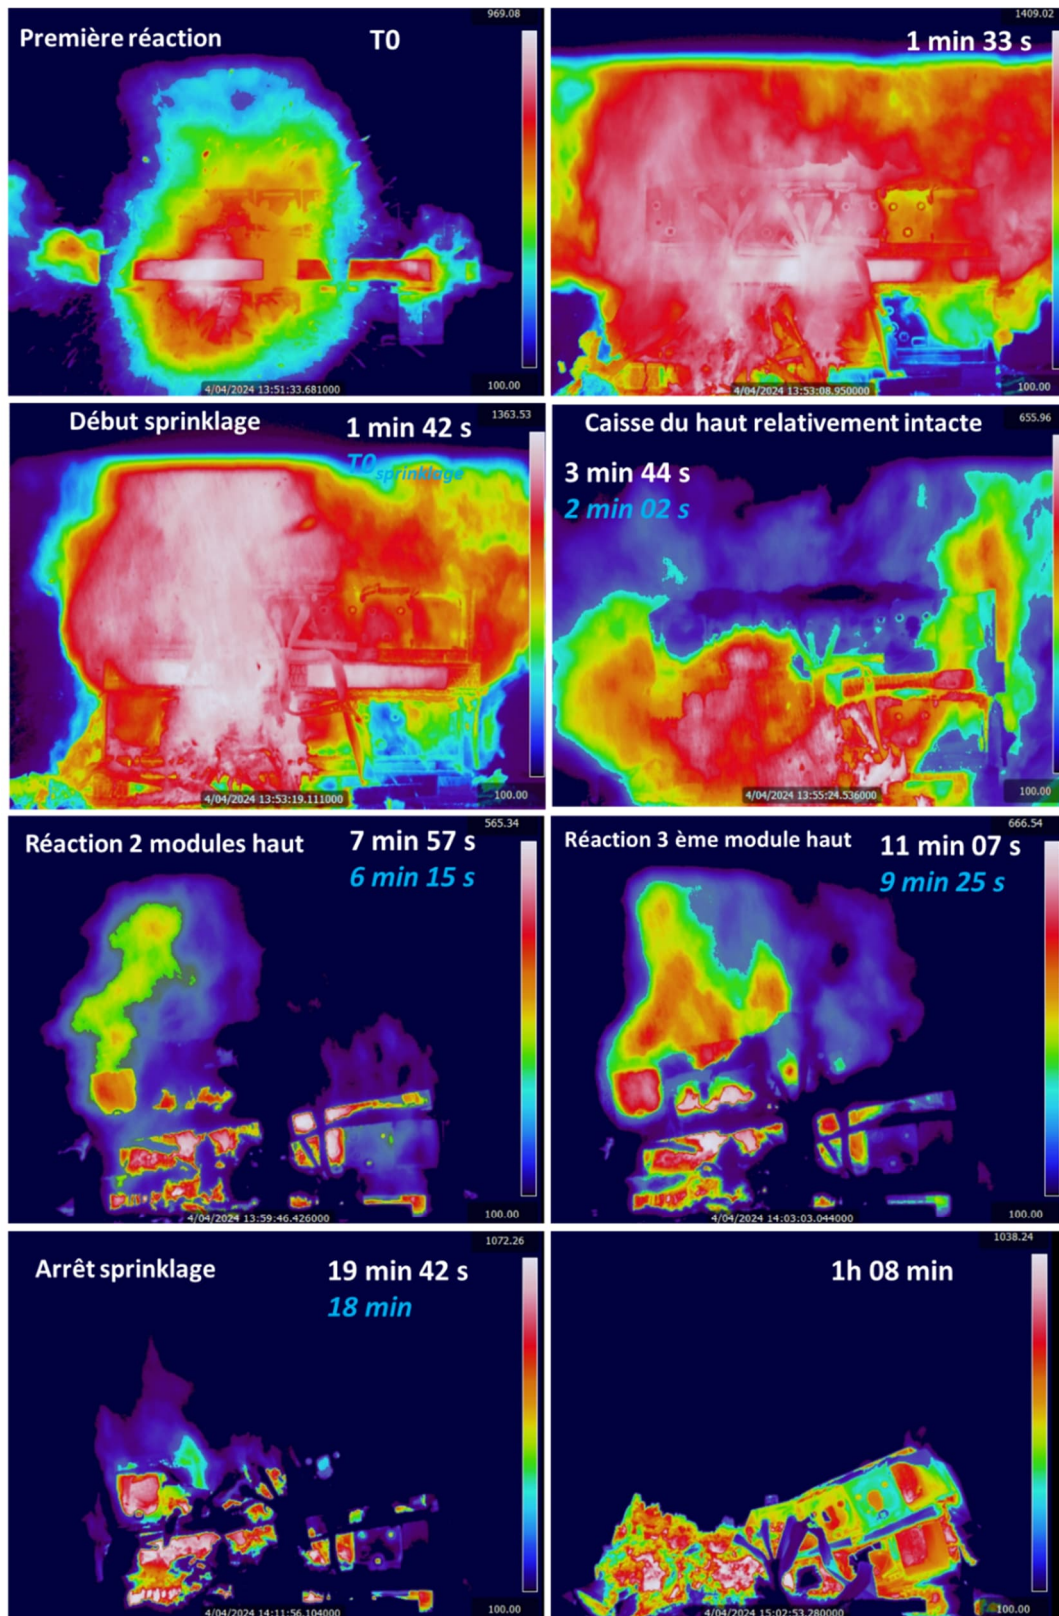 969.08
Première réaction
T0
4/04/2024 13:51:33.681000
100.00
1409.02
1 min 33 s
4/04/2024 13:53:08.950000
100.00
Début sprinklage
1363.53
1 min 42 s
T0sprinklage
4/04/2024 13:53:19.111000
100.00
Caisse du haut relativement intacte
655.96
3 min 44 s
2 min 02 s
4/04/2024 13:55:24.536000
100.00
Réaction 2 modules haut
565.34
7 min 57 s
6 min 15 s
4/04/2024 13:59:46.426000
100.00
Réaction 3 ème module haut
666.54
11 min 07 s
9 min 25 s
4/04/2024 14:03:03.044000
100.00
Arrêt sprinklage
1072.26
19 min 42 s
18 min
4/04/2024 14:11:56.104000
100.00
1038.24
1h 08 min
4/04/2024 15:02:53.280000
100.00